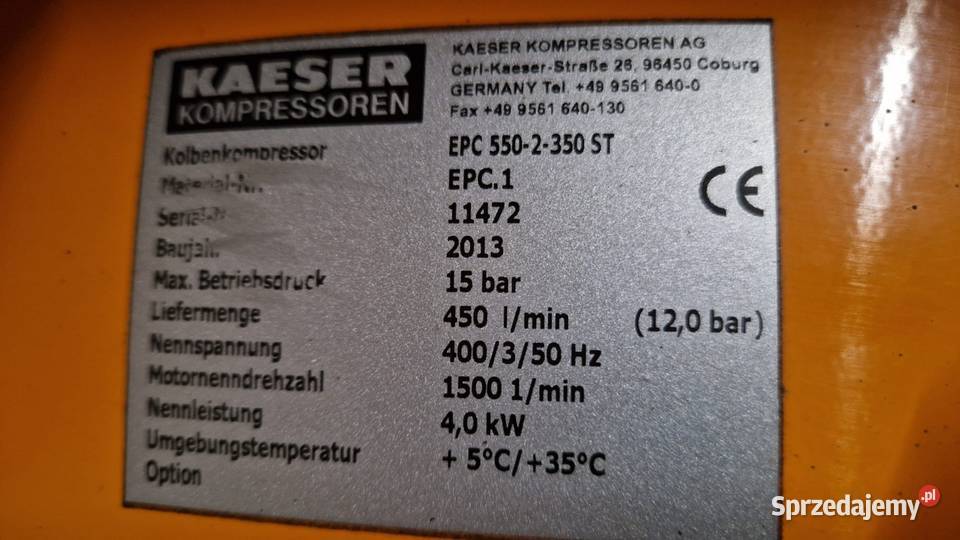 KAESER
KOMPRESSOREN
KAESER KOMPRESSOREN AG
Carl-Kaeser-Straße 26, 96450 Coburg
GERMANY Tel. +49 9561 640-0
Fax +49 9561 640-130
Kolbenkompressor EPC 550-2-350 ST
EPC.1
11472
2013
CE
Max. Betriebsdruck 15 bar
Liefermenge 450 l/min (12,0 bar)
Nennspannung 400/3/50 Hz
Motornenndrehzahl 1500 1/min
Nennleistung 4,0 kW
Umgebungstemperatur + 5°C/+35°C
Option
Sprzedajemy.pl